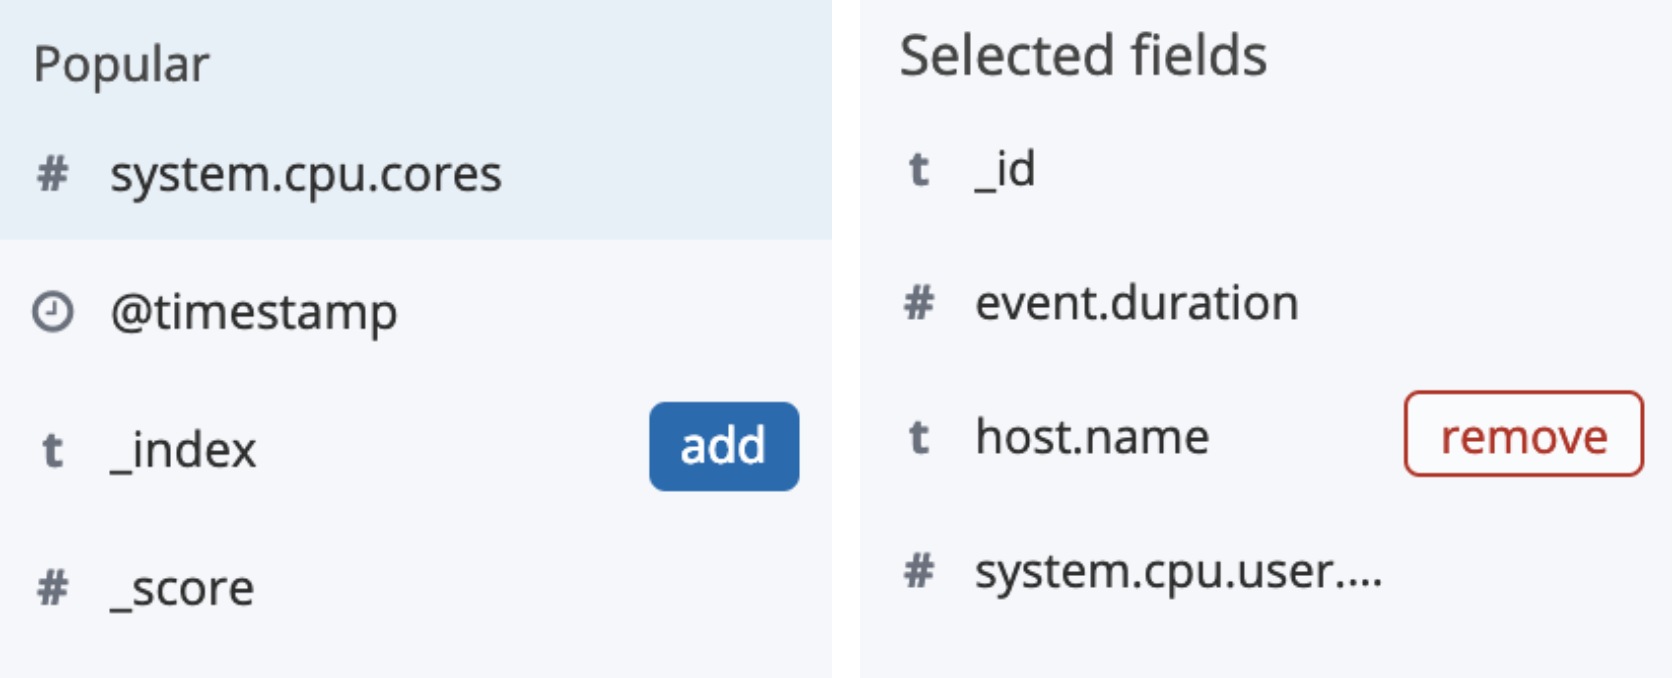 Popular
# system.cpu.cores
@timestamp
t _index add
# _score
Selected fields
t _id
# event.duration
t host.name remove
# system.cpu.user....